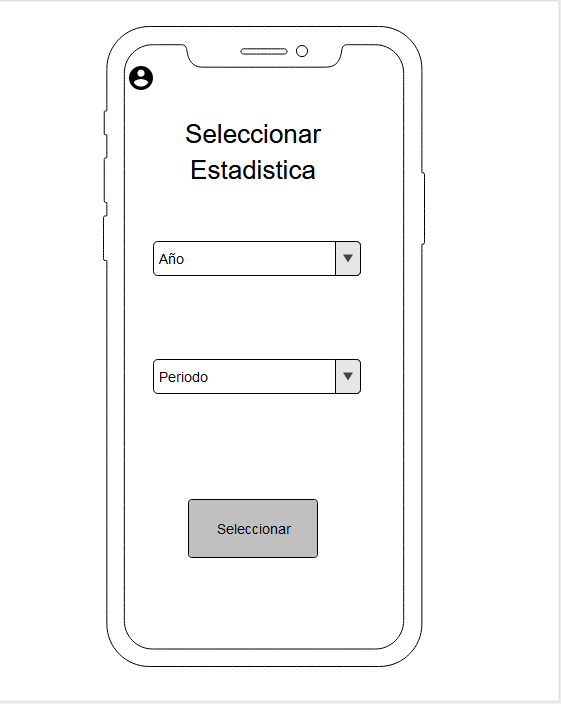 Seleccionar
Estadistica
Año
Periodo
Seleccionar